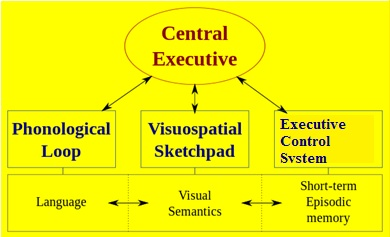 Central
Executive
Phonological
Loop
Visuospatial
Sketchpad
Executive
Control
System
Language
Visual
Semantics
Short-term
Episodic
memory